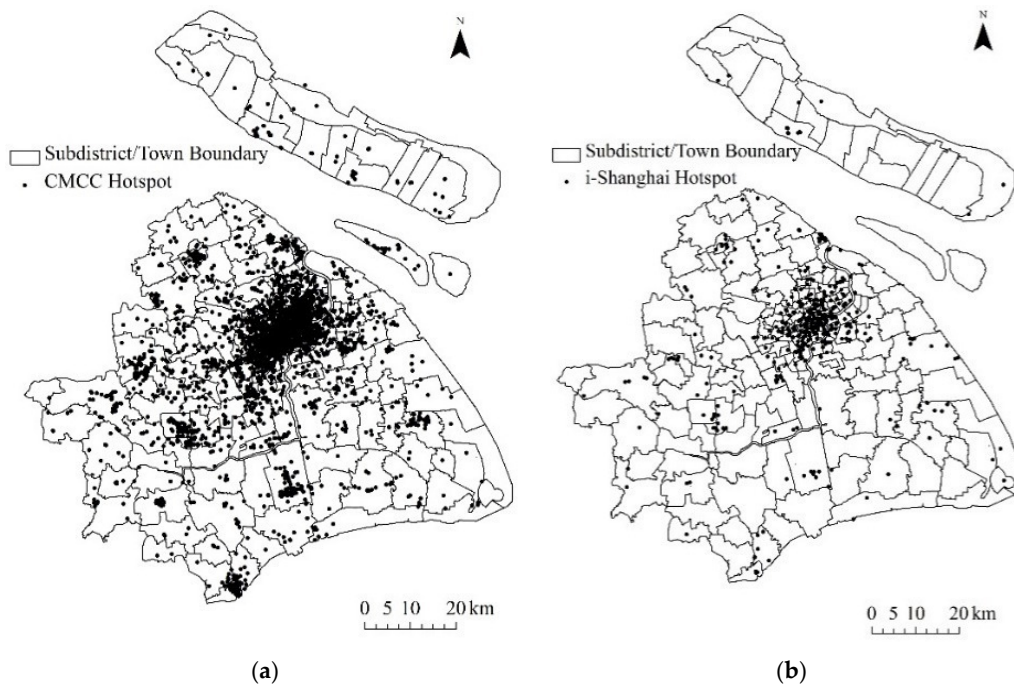 N
Subdistrict/Town Boundary
CMCC Hotspot
0 5 10 20 km
(a)
N
Subdistrict/Town Boundary
i-Shanghai Hotspot
0 5 10 20 km
(b)